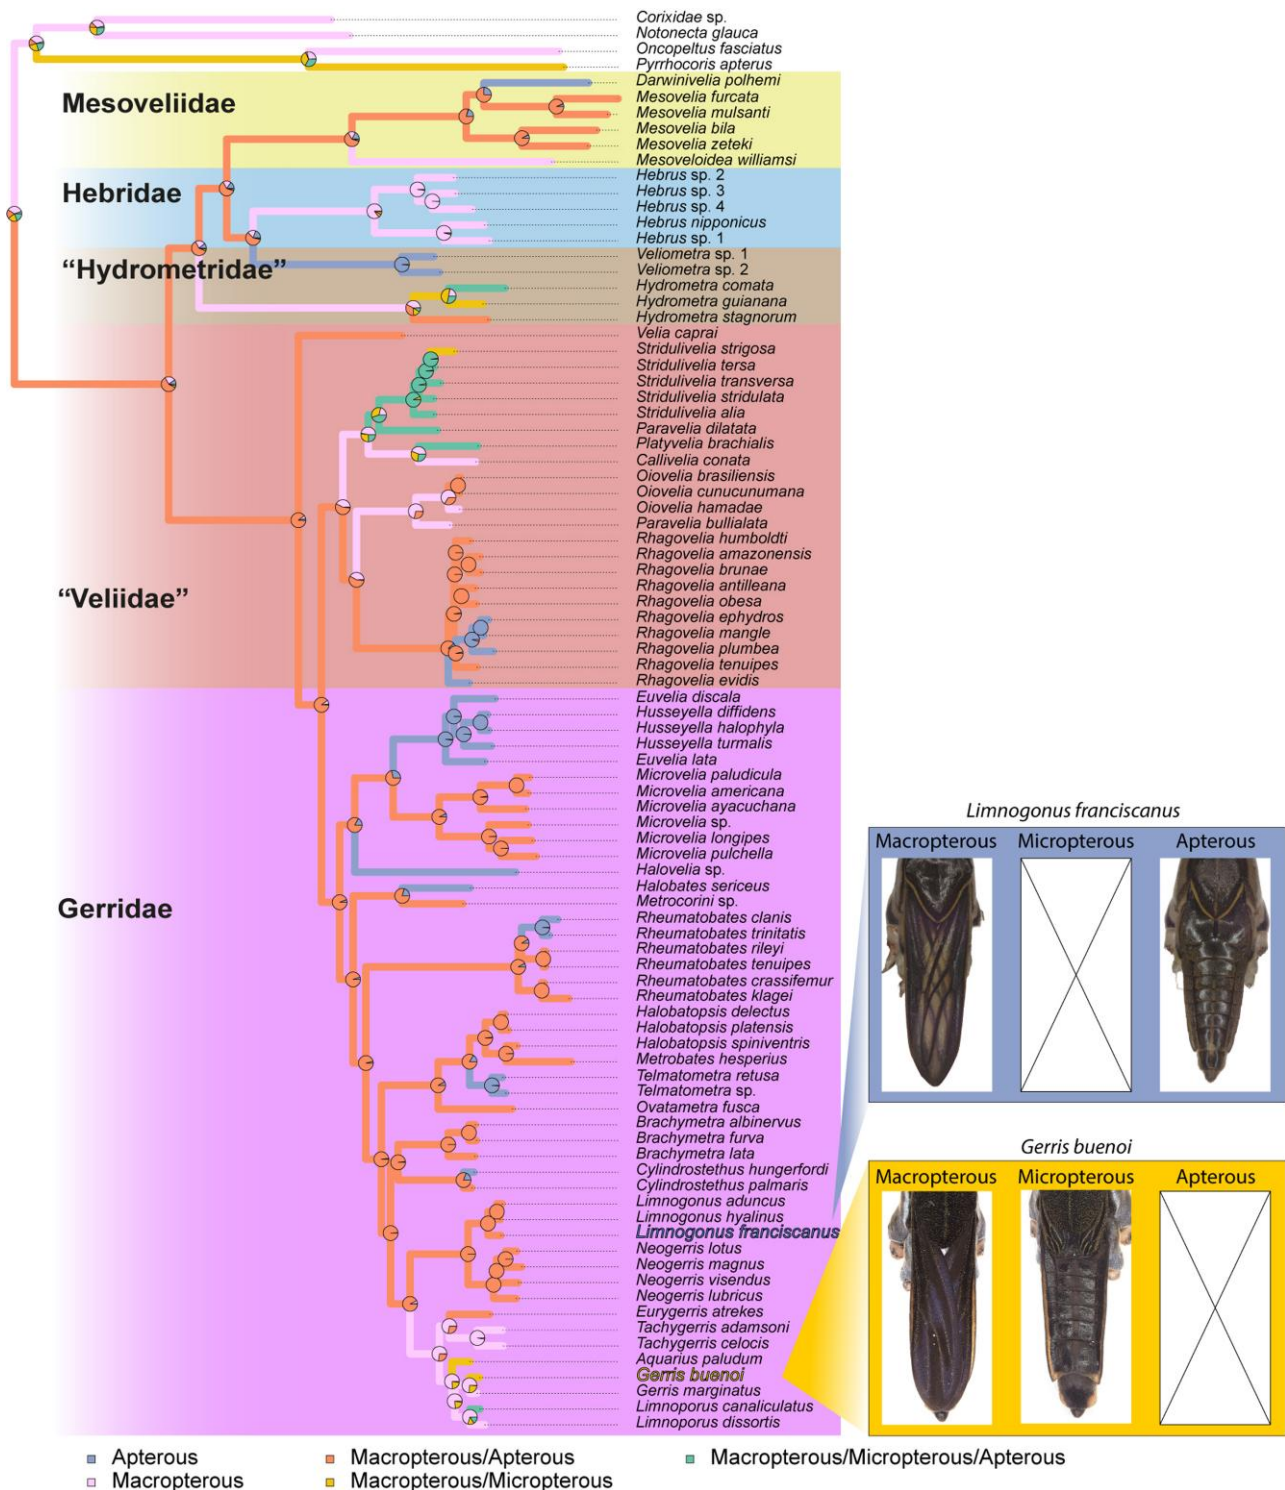 Corixidae sp.
Notonecta glauca
Oncopeltus fasciatus
Pyrrhocoris apterus
Mesoveliidae
Darwinivelia polhemi
Mesovelia furcata
Mesovelia mulsanti
Mesovelia bila
Mesovelia zeteki
Mesoveloidea williamsi
Hebridae
Hebrus sp. 2
Hebrus sp. 3
Hebrus sp. 4
Hebrus nipponicus
Hebrus sp. 1
“Hydrometridae”
Veliometra sp. 1
Veliometra sp. 2
Hydrometra comata
Hydrometra guianana
Hydrometra stagnorum
“Veliidae”
Velia caprai
Stridulivelia strigosa
Stridulivelia tersa
Stridulivelia transversa
Stridulivelia stridulata
Stridulivelia alia
Paravelia dilatata
Platyvelia brachialis
Callivelia conata
Oiovelia brasiliensis
Oiovelia cunucunumana
Oiovelia hamadae
Paravelia bullialata
Rhagovelia humboldti
Rhagovelia amazonensis
Rhagovelia brunae
Rhagovelia antilleana
Rhagovelia obesa
Rhagovelia ephydros
Rhagovelia mangle
Rhagovelia plumbea
Rhagovelia tenuipes
Rhagovelia evidis
Gerridae
Euvelia discala
Husseyella diffidens
Husseyella halophyla
Husseyella turmalis
Euvelia lata
Microvelia paludicula
Microvelia americana
Microvelia ayacuchana
Microvelia sp.
Microvelia longipes
Microvelia pulchella
Halovelia sp.
Halobates sericeus
Metrocorini sp.
Rheumatobates clanis
Rheumatobates trinitatis
Rheumatobates rileyi
Rheumatobates tenuipes
Rheumatobates crassifemur
Rheumatobates klagei
Halobatopsis delectus
Halobatopsis platensis
Halobatopsis spiniventris
Metrobates hesperius
Telmatometra retusa
Telmatometra sp.
Ovatametra fusca
Brachymetra albinervus
Brachymetra furva
Brachymetra lata
Cylindrostethus hungerfordi
Cylindrostethus palmaris
Limnogonus aduncus
Limnogonus hyalinus
Limnogonus franciscanus
Neogerris lotus
Neogerris magnus
Neogerris visendus
Neogerris lubricus
Eurygerris atrekes
Tachygerris adamsoni
Tachygerris celocis
Aquarius paludum
Gerris buenoi
Gerris marginatus
Limnoporus canaliculatus
Limnoporus dissortis
Limnogonus franciscanus
Macropterous Micropterous Apterous
Gerris buenoi
Macropterous Micropterous Apterous
Apterous
Macropterous
Macropterous/Apterous
Macropterous/Micropterous
Macropterous/Micropterous/Apterous